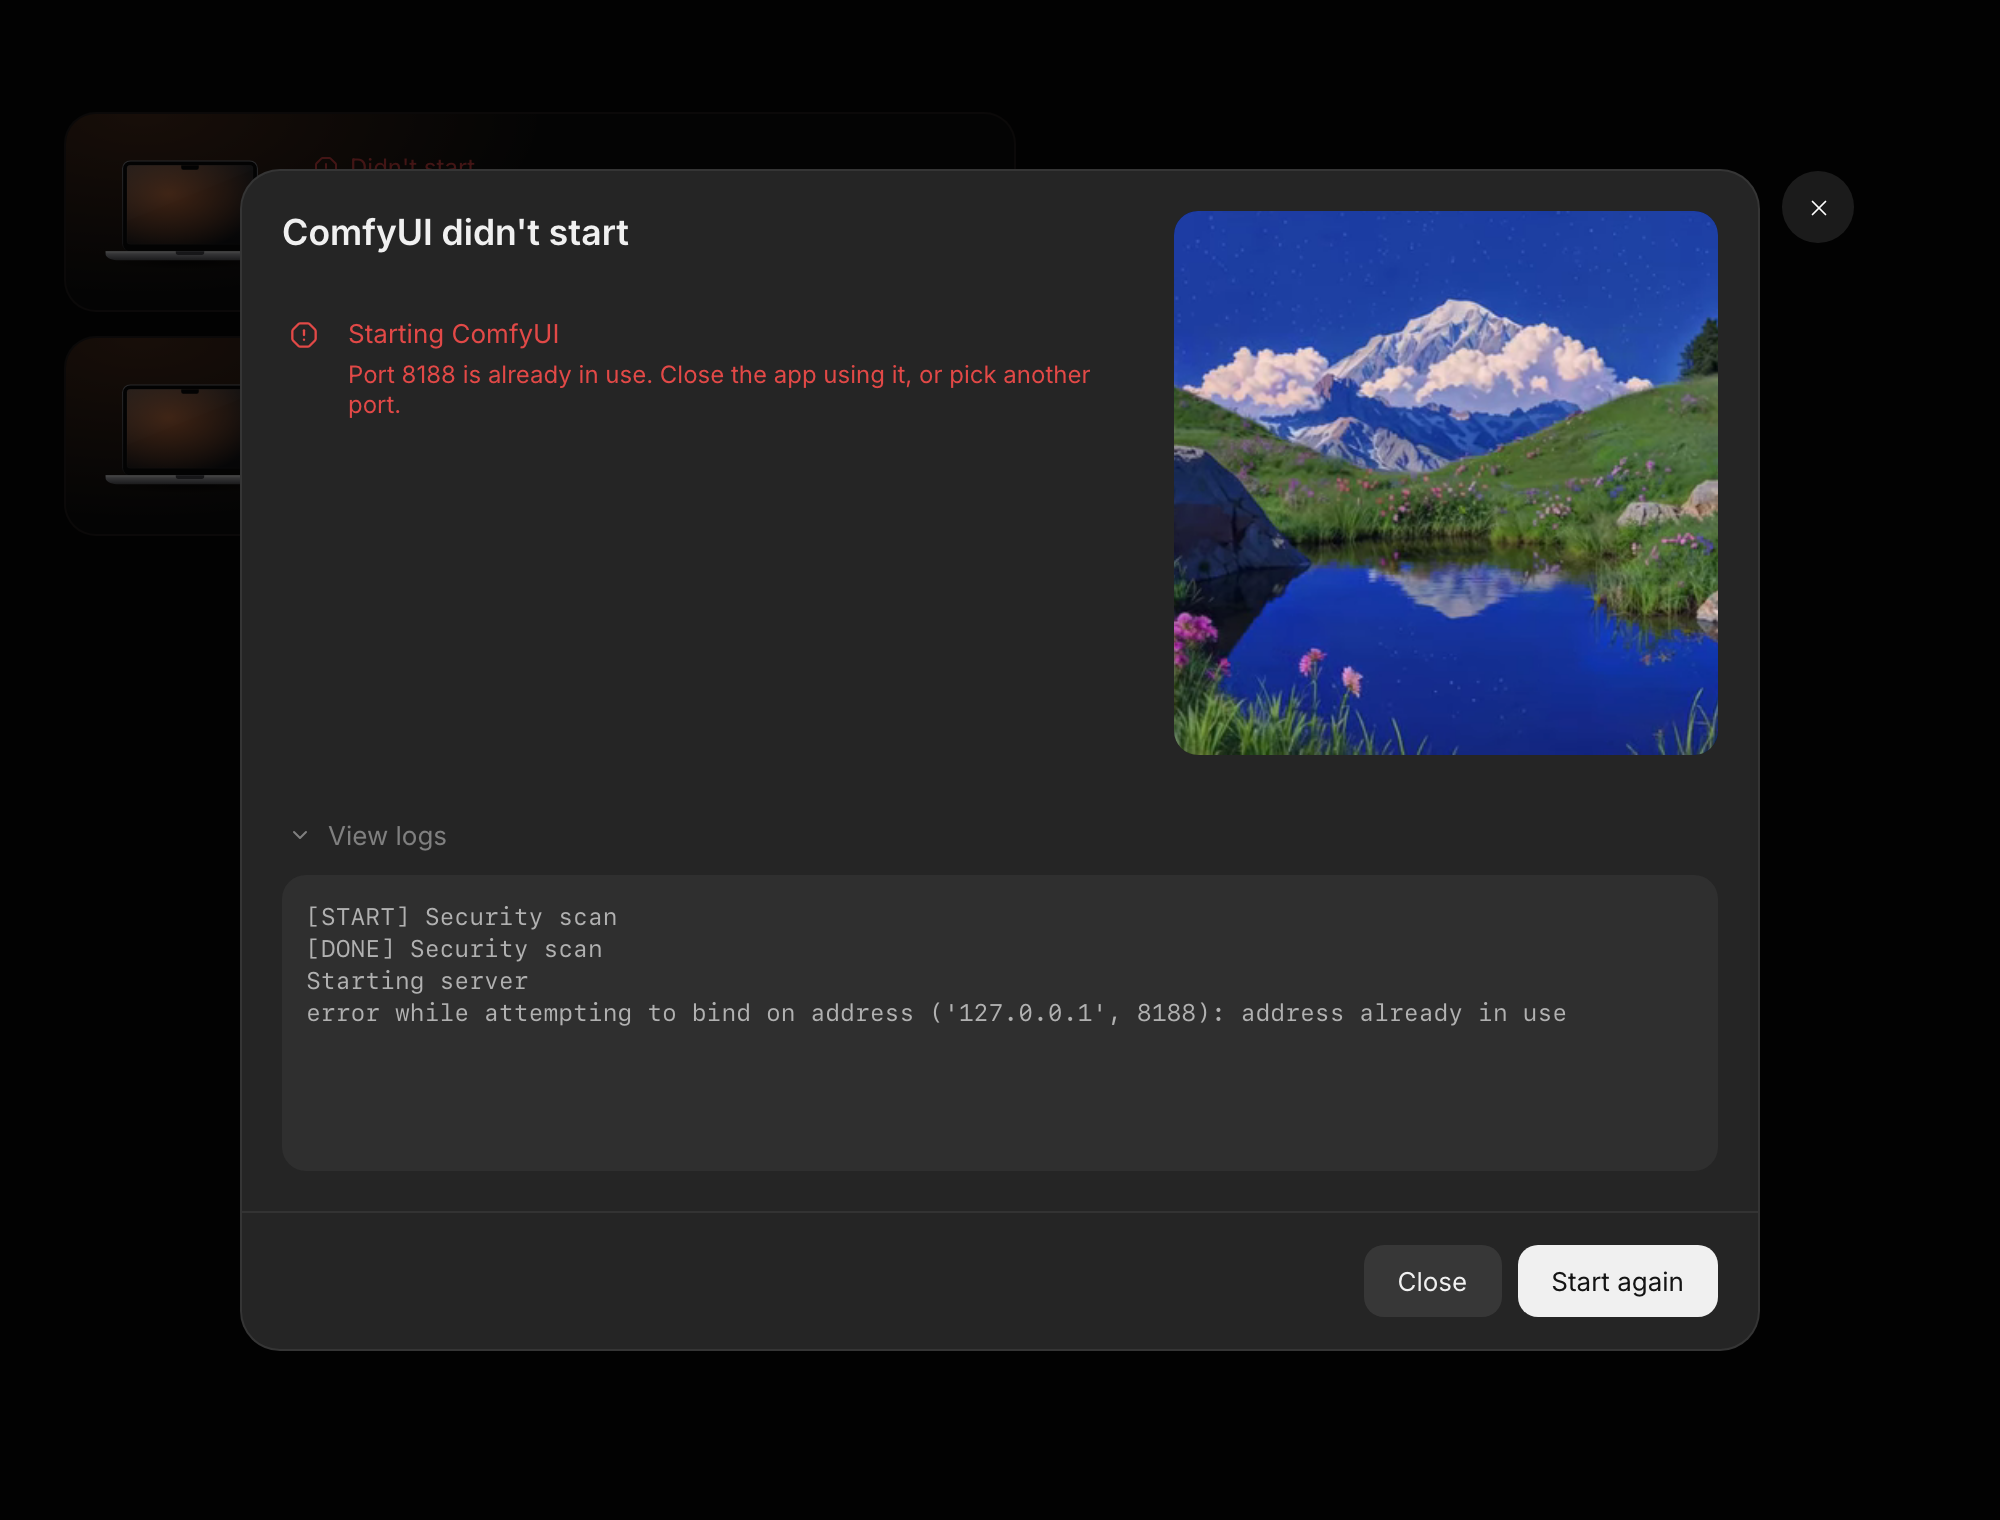 Didn't start
ComfyUI didn't start
Starting ComfyUI
Port 8188 is already in use. Close the app using it, or pick another
port.
View logs
[START] Security scan
[DONE] Security scan
Starting server
error while attempting to bind on address ('127.0.0.1', 8188): address already in use
Close
Start again